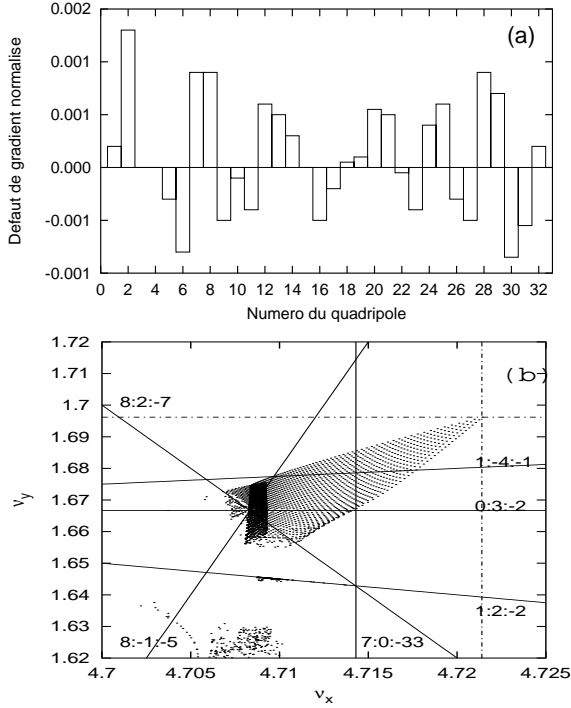 0.002
(a)
0.001
0.001
0.000
-0.001
-0.001
Defaut de gradient normalise
0 2 4 6 8 10 12 14 16 18 20 22 24 26 28 30 32
Numero du quadripole
1.72
(b)
1.71
8:2:-7
1.7
1.69
1.68
1:-4:-1
1.67
0:3:-2
1.66
1.65
1.64
1:2:-2
1.63
8:-1:-5
7:0:-33
1.62
ν_y
4.7 4.705 4.71 4.715 4.72 4.725
ν_x